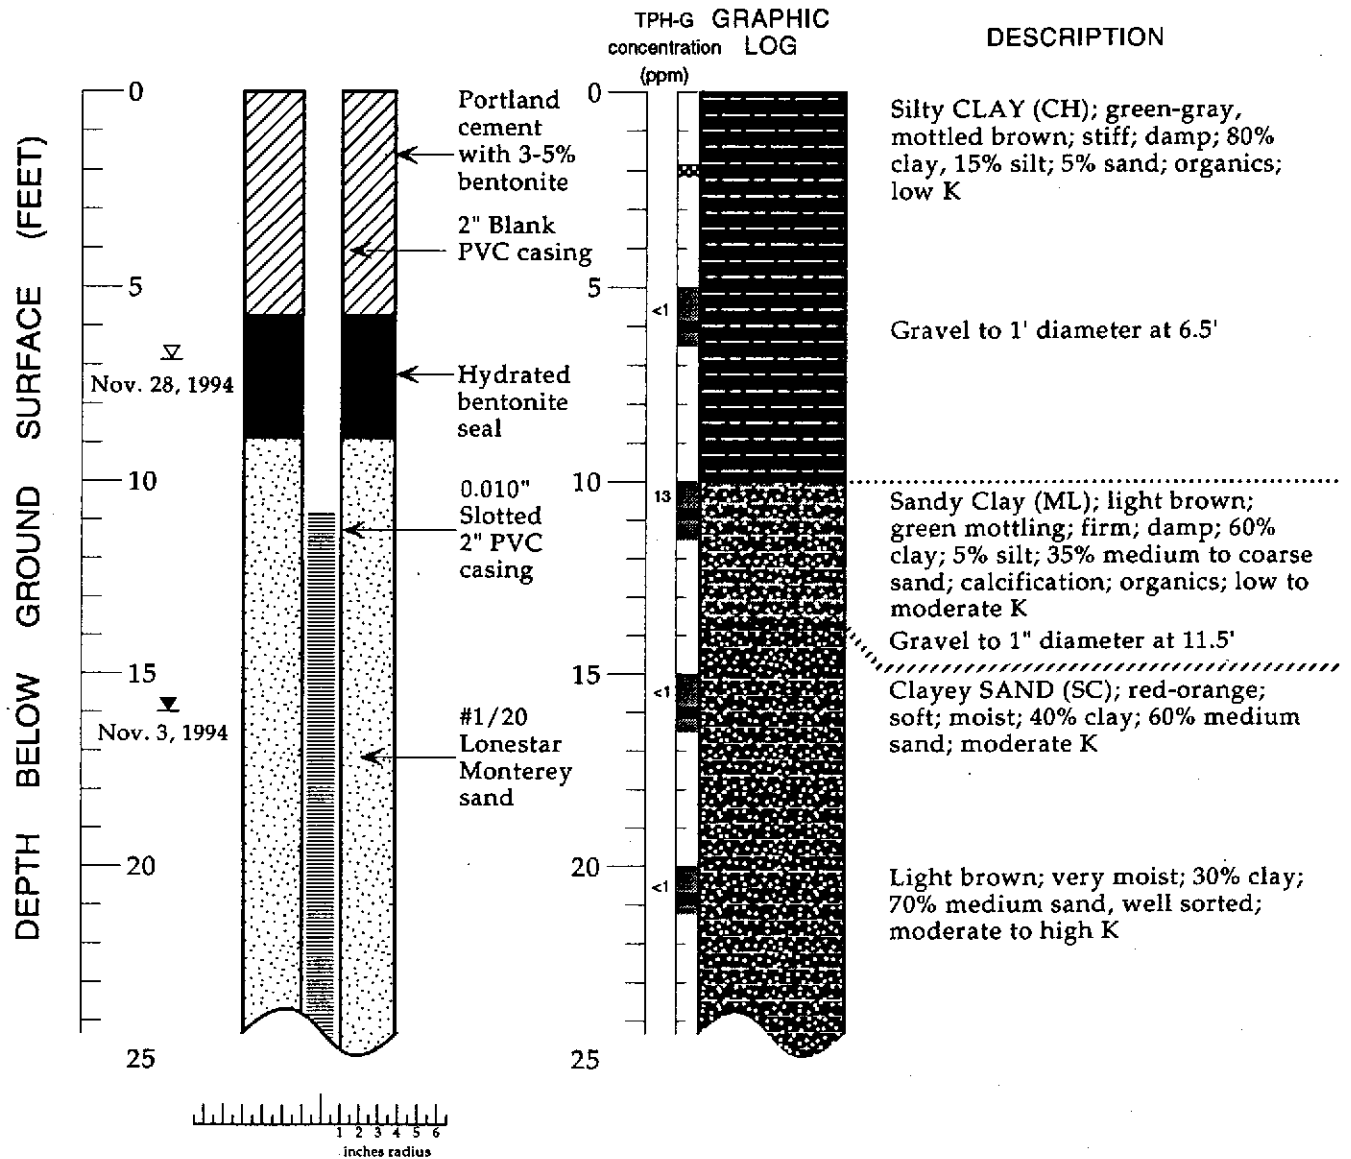 TPH-G
concentration
(ppm)
GRAPHIC
LOG
DESCRIPTION
DEPTH BELOW GROUND SURFACE (FEET)
0
5
10
15
20
25
Nov. 28, 1994
Nov. 3, 1994
Portland
cement
with 3-5%
bentonite
2" Blank
PVC casing
Hydrated
bentonite
seal
0.010"
Slotted
2" PVC
casing
#1/20
Lonestar
Monterey
sand
1 2 3 4 5 6
inches radius
0
5
10
15
20
25
<1
13
<1
<1
Silty CLAY (CH); green-gray,
mottled brown; stiff; damp; 80%
clay, 15% silt; 5% sand; organics;
low K
Gravel to 1' diameter at 6.5'
Sandy Clay (ML); light brown;
green mottling; firm; damp; 60%
clay; 5% silt; 35% medium to coarse
sand; calcification; organics; low to
moderate K
Gravel to 1" diameter at 11.5'
Clayey SAND (SC); red-orange;
soft; moist; 40% clay; 60% medium
sand; moderate K
Light brown; very moist; 30% clay;
70% medium sand, well sorted;
moderate to high K